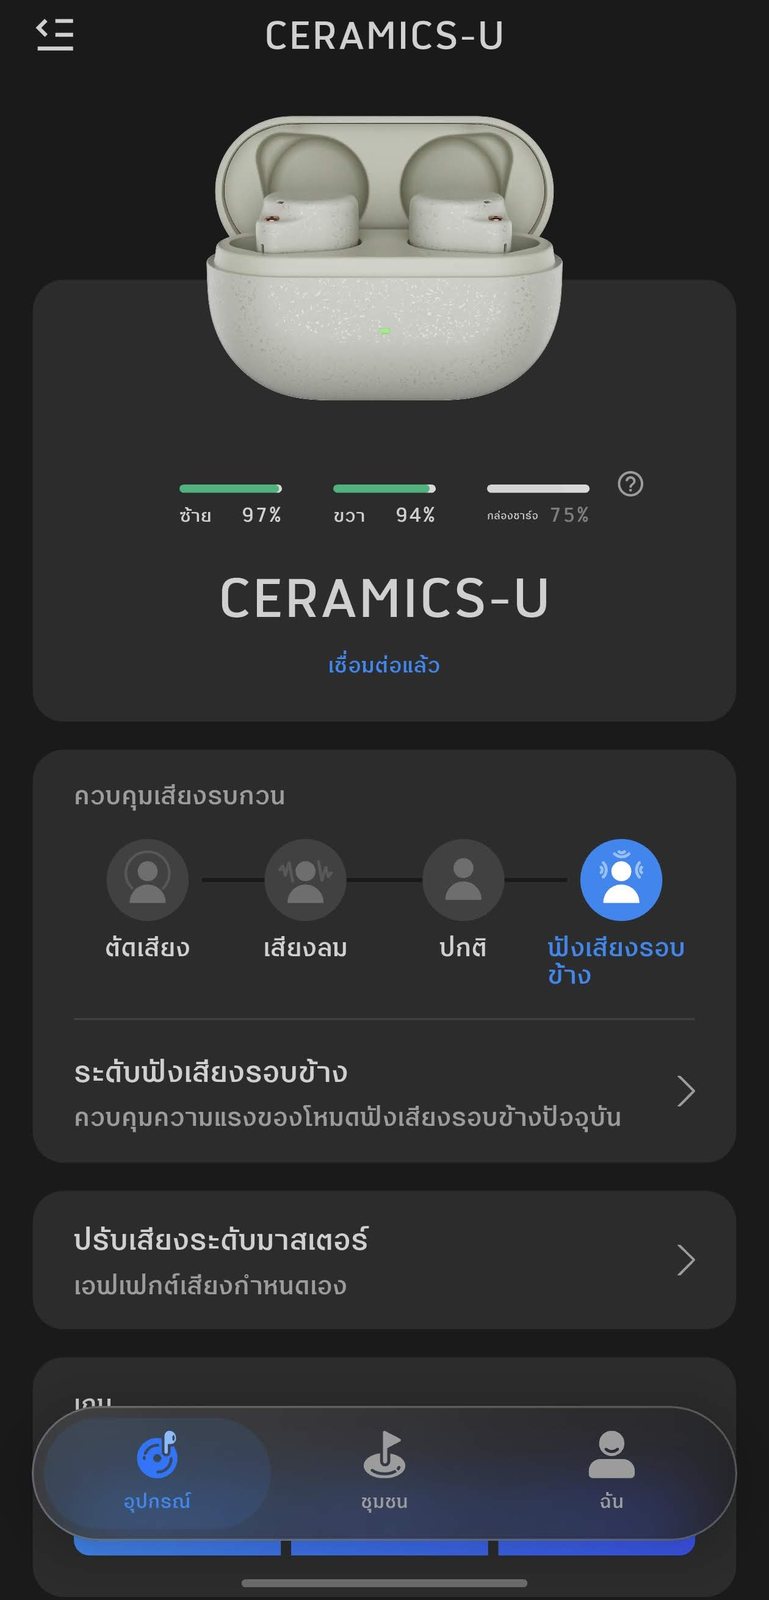 CERAMICS-U
ซ้าย 97% ขวา 94% กล่องชาร์จ 75%
CERAMICS-U
เชื่อมต่อแล้ว
ควบคุมเสียงรบกวน
ตัดเสียง เสียงลม ปกติ ฟังเสียงรอบ
ข้าง
ระดับฟังเสียงรอบข้าง
ควบคุมความแรงของโหมดฟังเสียงรอบข้างปัจจุบัน
ปรับเสียงระดับมาสเตอร์
เอฟเฟกต์เสียงกำหนดเอง
อุปกรณ์ ชุมชน ฉัน